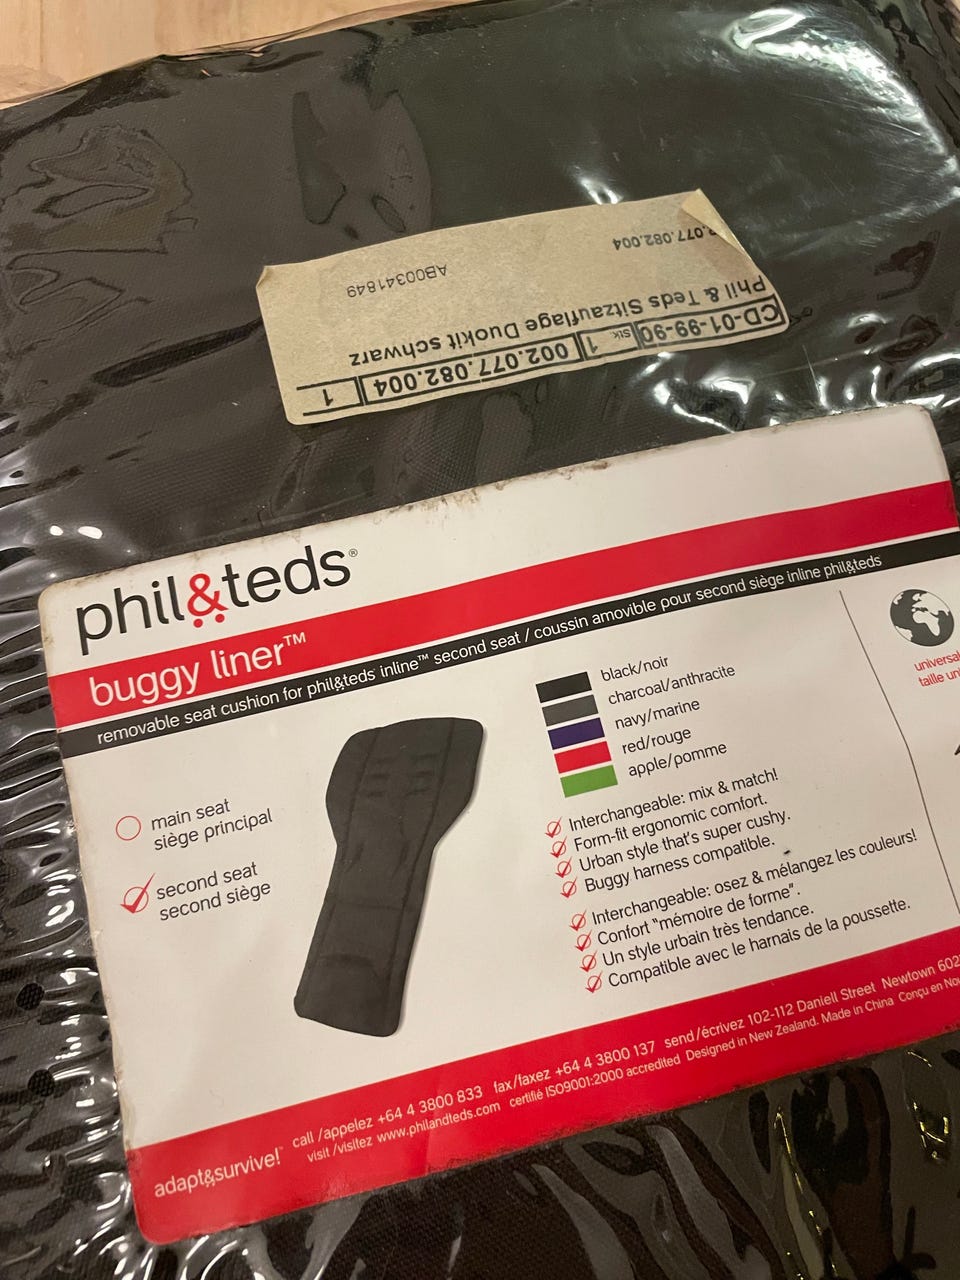 CD-01-99-90 Stk. 1 002.077.082.004 1
Phil & Teds Sitzauflage Duokit schwarz
AB00341849
.077.082.004
phil&teds®
buggy liner™
removable seat cushion for phil&teds inline™ second seat / coussin amovible pour second siège inline phil&teds
main seat
siège principal
second seat
second siège
black/noir
charcoal/anthracite
navy/marine
red/rouge
apple/pomme
Interchangeable: mix & match!
Form-fit ergonomic comfort.
Urban style that's super cushy.
Buggy harness compatible.
Interchangeable: osez & mélangez les couleurs!
Confort "mémoire de forme".
Un style urbain très tendance.
Compatible avec le harnais de la poussette.
universal
taille
adapt&survive!
call /appelez +64 4 3800 833 fax/faxez +64 4 3800 137 send/écrivez 102-112 Daniell Street Newtown
visit /visitez www.philandteds.com certifié ISO9001:2000 accredited Designed in New Zealand. Made in China Conçu en